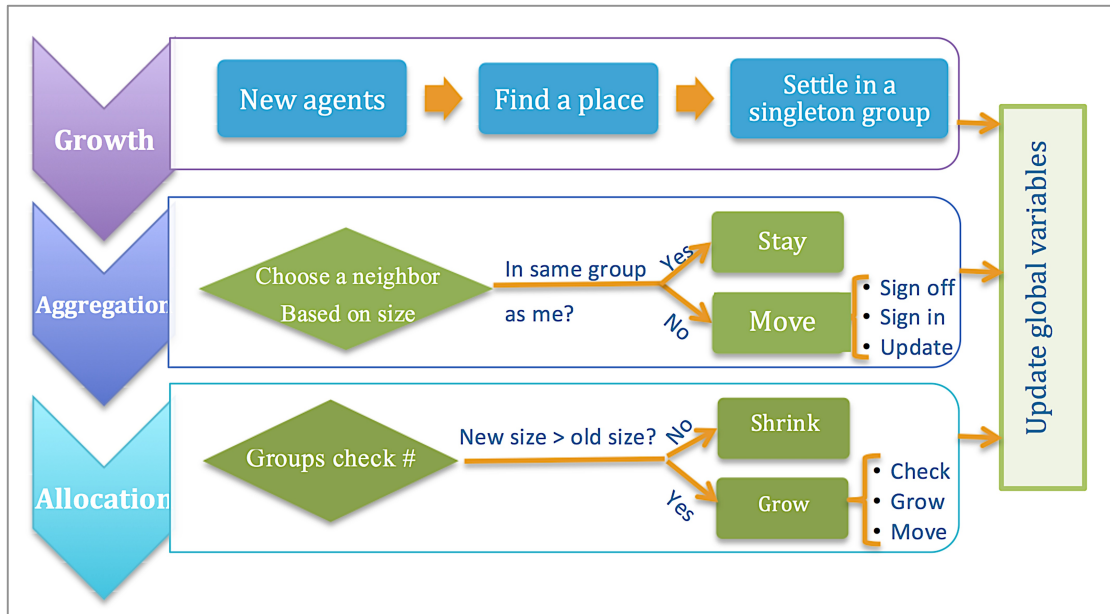 Growth
New agents
Find a place
Settle in a
singleton group
Aggregation
Choose a neighbor
Based on size
In same group
as me?
Yes
No
Stay
Move
• Sign off
• Sign in
• Update
Allocation
Groups check #
New size > old size?
No
Yes
Shrink
Grow
• Check
• Grow
• Move
Update global variables